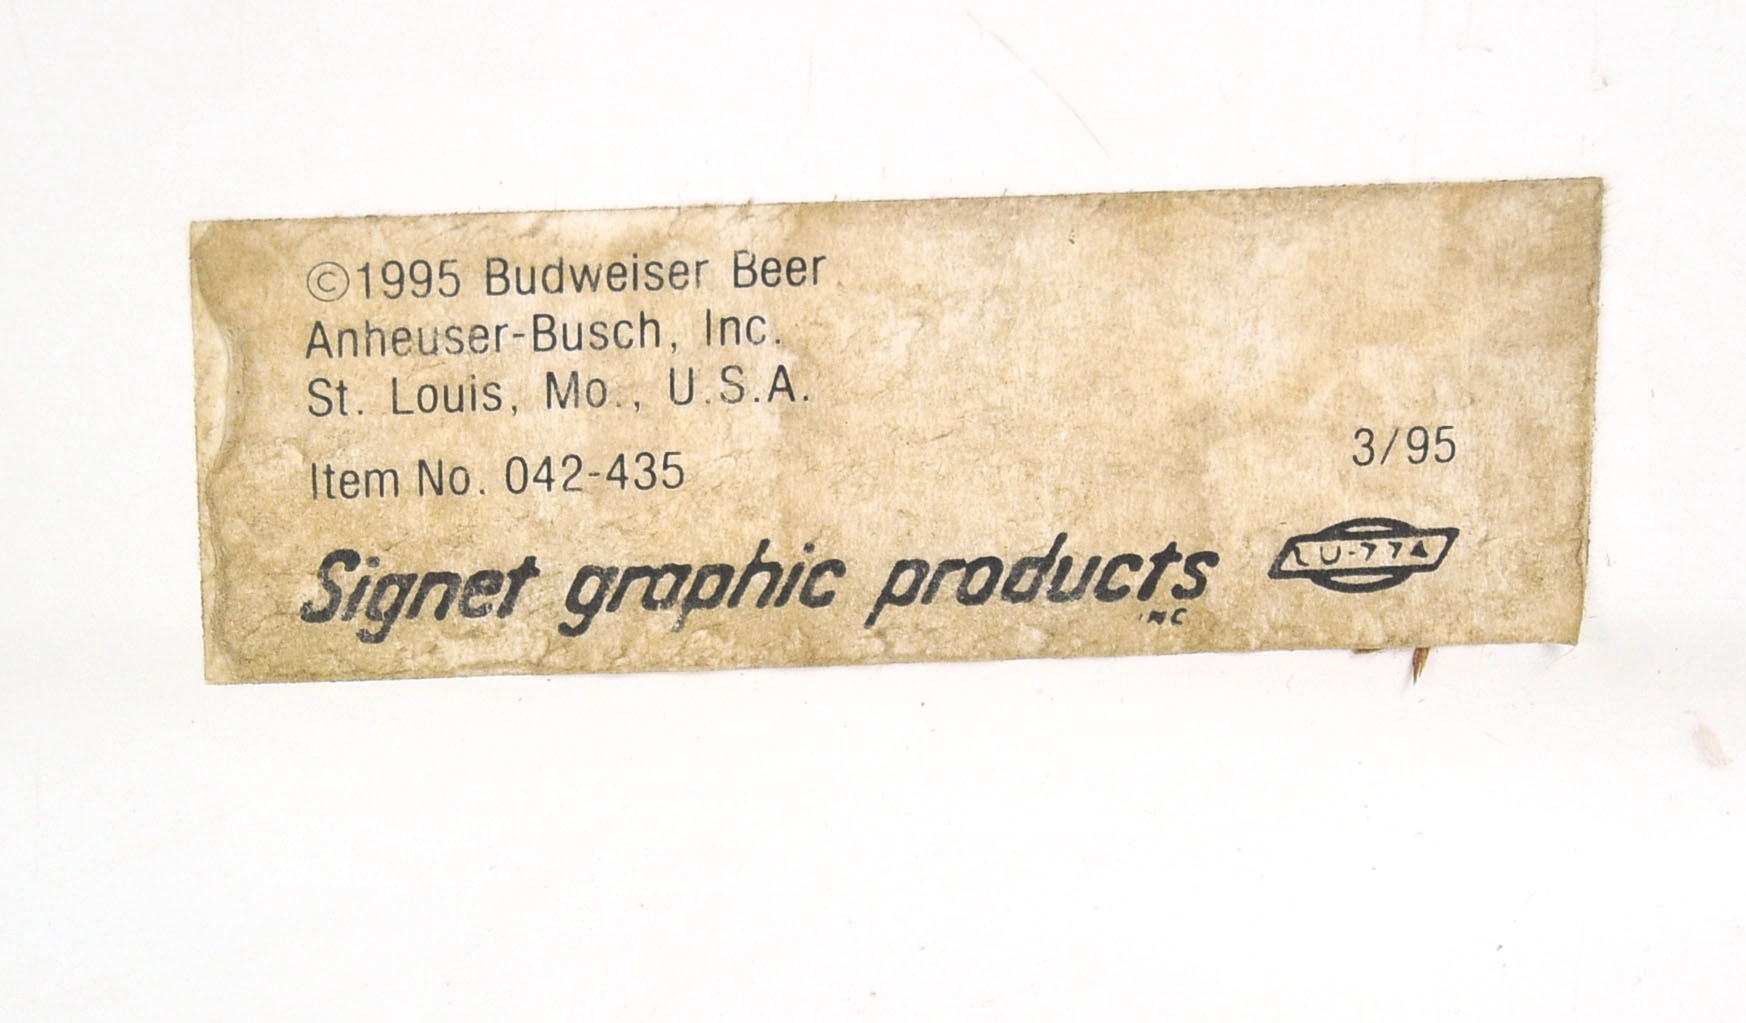 ©1995 Budweiser Beer
Anheuser-Busch, Inc.
St. Louis, Mo., U.S.A.
Item No. 042-435
3/95
Signet graphic products
INC
LU-774